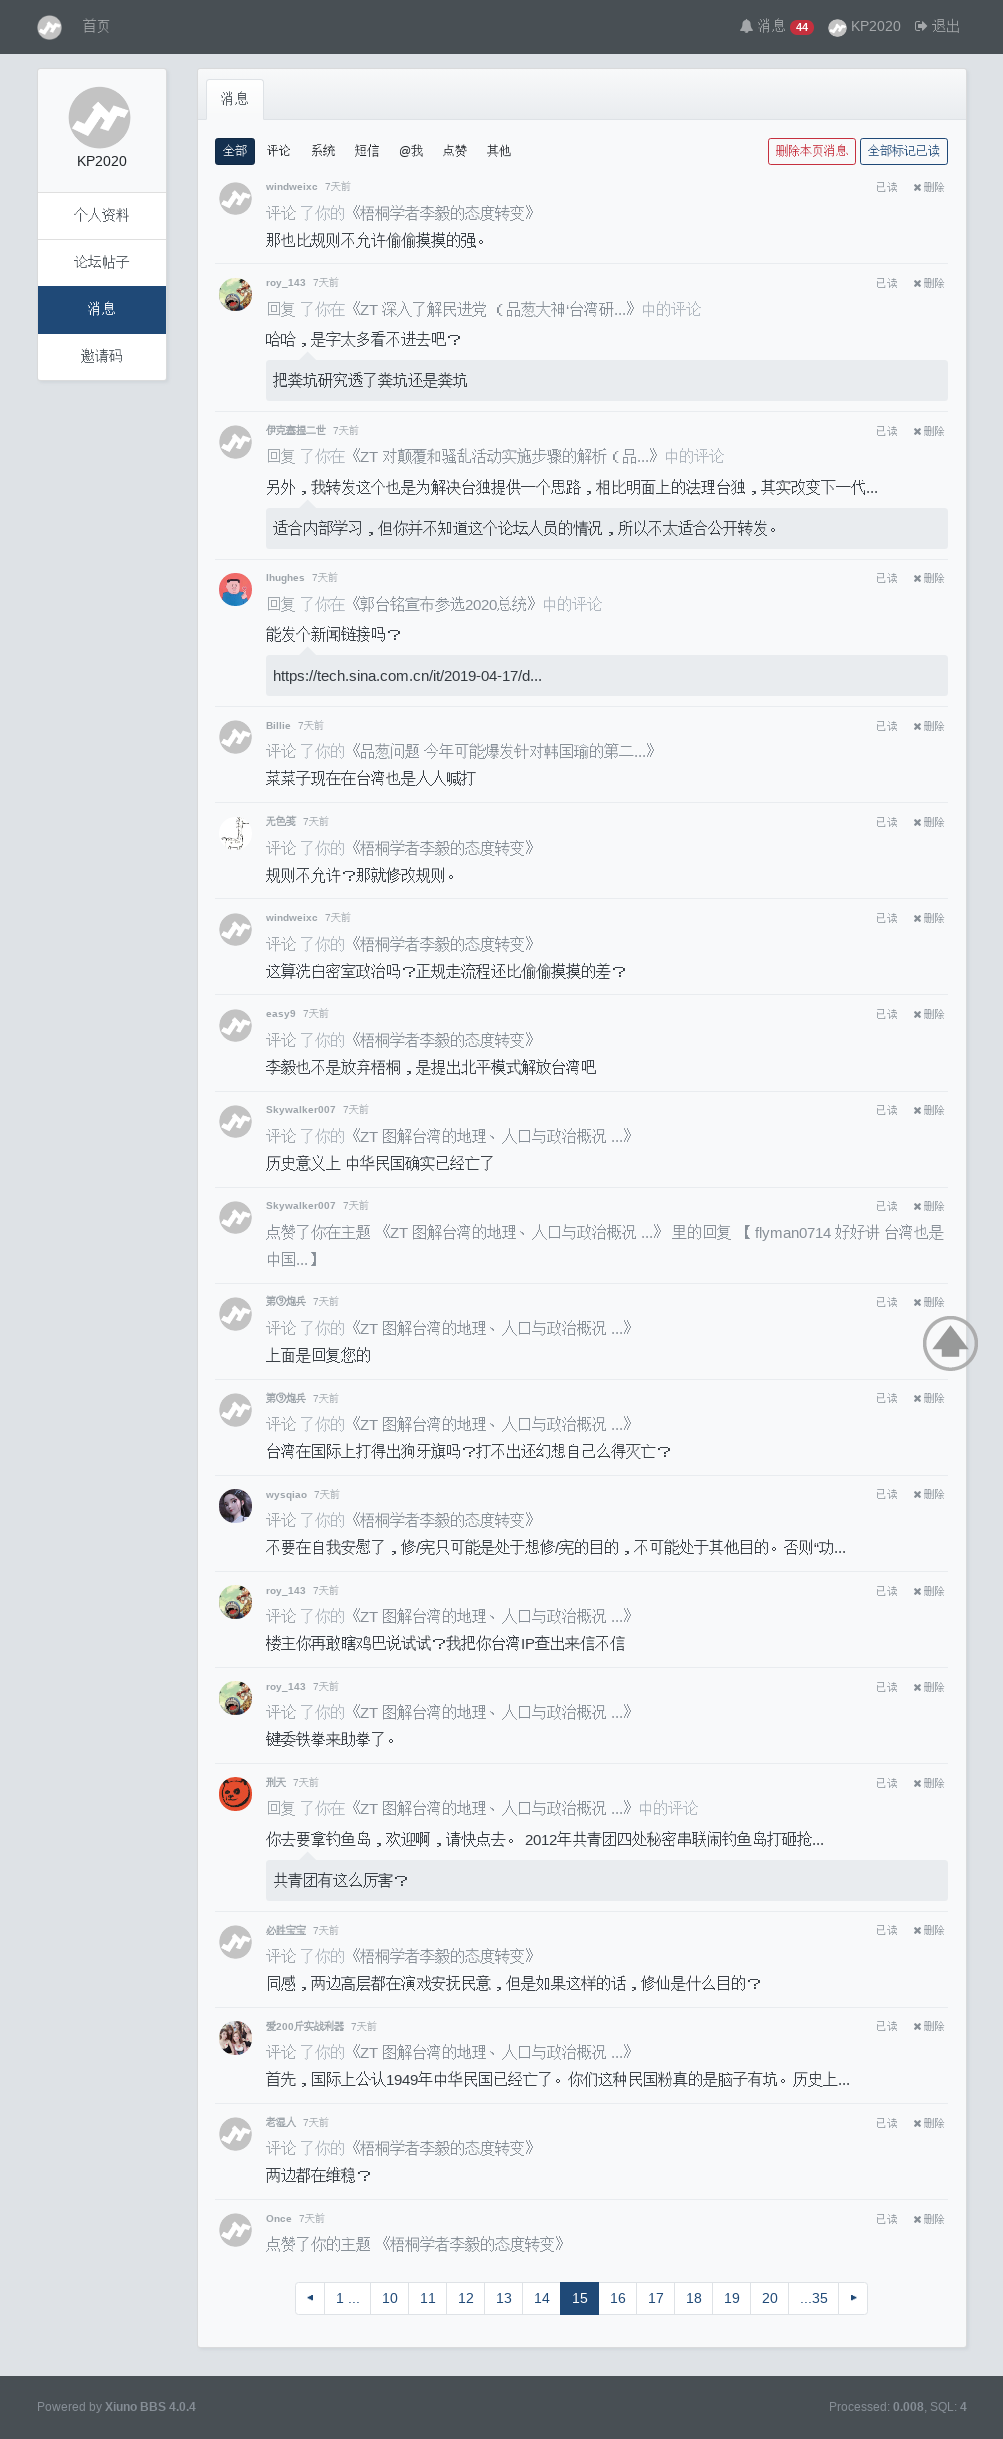 首页
消息 44 KP2020 退出
KP2020
个人资料
论坛帖子
消息
邀请码
消息
全部 评论 系统 短信 @我 点赞 其他 删除本页消息 全部标记已读
windweixc 7天前 已读 ✖删除
评论了你的《梧桐学者李毅的态度转变》
那也比规则不允许偷偷摸摸的强。
roy_143 7天前 已读 ✖删除
回复了你在《ZT 深入了解民进党（品葱大神‘台湾研...》中的评论
哈哈，是字太多看不进去吧？
把粪坑研究透了粪坑还是粪坑
7天前 已读 ✖删除
回复了你在《ZT 对颠覆和骚乱活动实施步骤的解析（品...》中的评论
另外，我转发这个也是为解决台独提供一个思路，相比明面上的法理台独，其实改变下一代...
适合内部学习，但你并不知道这个论坛人员的情况，所以不太适合公开转发。
lhughes 7天前 已读 ✖删除
回复了你在《郭台铭宣布参选2020总统》中的评论
能发个新闻链接吗？
https://tech.sina.com.cn/it/2019-04-17/d...
Billie 7天前 已读 ✖删除
评论了你的《品葱问题 今年可能爆发针对韩国瑜的第二...》
菜菜子现在在台湾也是人人喊打
无色笺 7天前 已读 ✖删除
评论了你的《梧桐学者李毅的态度转变》
规则不允许？那就修改规则。
windweixc 7天前 已读 ✖删除
评论了你的《梧桐学者李毅的态度转变》
这算洗白密室政治吗？正规走流程还比偷偷摸摸的差？
easy9 7天前 已读 ✖删除
评论了你的《梧桐学者李毅的态度转变》
李毅也不是放弃梧桐，是提出北平模式解放台湾吧
Skywalker007 7天前 已读 ✖删除
评论了你的《ZT 图解台湾的地理、人口与政治概况 ...》
历史意义上 中华民国确实已经亡了
Skywalker007 7天前 已读 ✖删除
点赞了你在主题 《ZT 图解台湾的地理、人口与政治概况 ...》 里的回复 【 flyman0714 好好讲 台湾也是
中国...】
第⑨炮兵 7天前 已读 ✖删除
评论了你的《ZT 图解台湾的地理、人口与政治概况 ...》
上面是回复您的
第⑨炮兵 7天前 已读 ✖删除
评论了你的《ZT 图解台湾的地理、人口与政治概况 ...》
台湾在国际上打得出狗牙旗吗？打不出还幻想自己么得灭亡？
wysqiao 7天前 已读 ✖删除
评论了你的《梧桐学者李毅的态度转变》
不要在自我安慰了，修/宪只可能是处于想修/宪的目的，不可能处于其他目的。否则“功...
roy_143 7天前 已读 ✖删除
评论了你的《ZT 图解台湾的地理、人口与政治概况 ...》
楼主你再敢瞎鸡巴说试试？我把你台湾IP查出来信不信
roy_143 7天前 已读 ✖删除
评论了你的《ZT 图解台湾的地理、人口与政治概况 ...》
键委铁拳来助拳了。
刑天 7天前 已读 ✖删除
回复了你在《ZT 图解台湾的地理、人口与政治概况 ...》中的评论
你去要拿钓鱼岛，欢迎啊，请快点去。 2012年共青团四处秘密串联闹钓鱼岛打砸抢...
共青团有这么厉害？
必胜宝宝 7天前 已读 ✖删除
评论了你的《梧桐学者李毅的态度转变》
同感，两边高层都在演戏安抚民意，但是如果这样的话，修仙是什么目的？
爱200斤实战利器 7天前 已读 ✖删除
评论了你的《ZT 图解台湾的地理、人口与政治概况 ...》
首先，国际上公认1949年中华民国已经亡了。你们这种民国粉真的是脑子有坑。历史上...
7天前 已读 ✖删除
评论了你的《梧桐学者李毅的态度转变》
两边都在维稳？
Once 7天前 已读 ✖删除
点赞了你的主题 《梧桐学者李毅的态度转变》
◂ 1 ... 10 11 12 13 14 15 16 17 18 19 20 ...35 ▸
Powered by Xiuno BBS 4.0.4 Processed: 0.008, SQL: 4